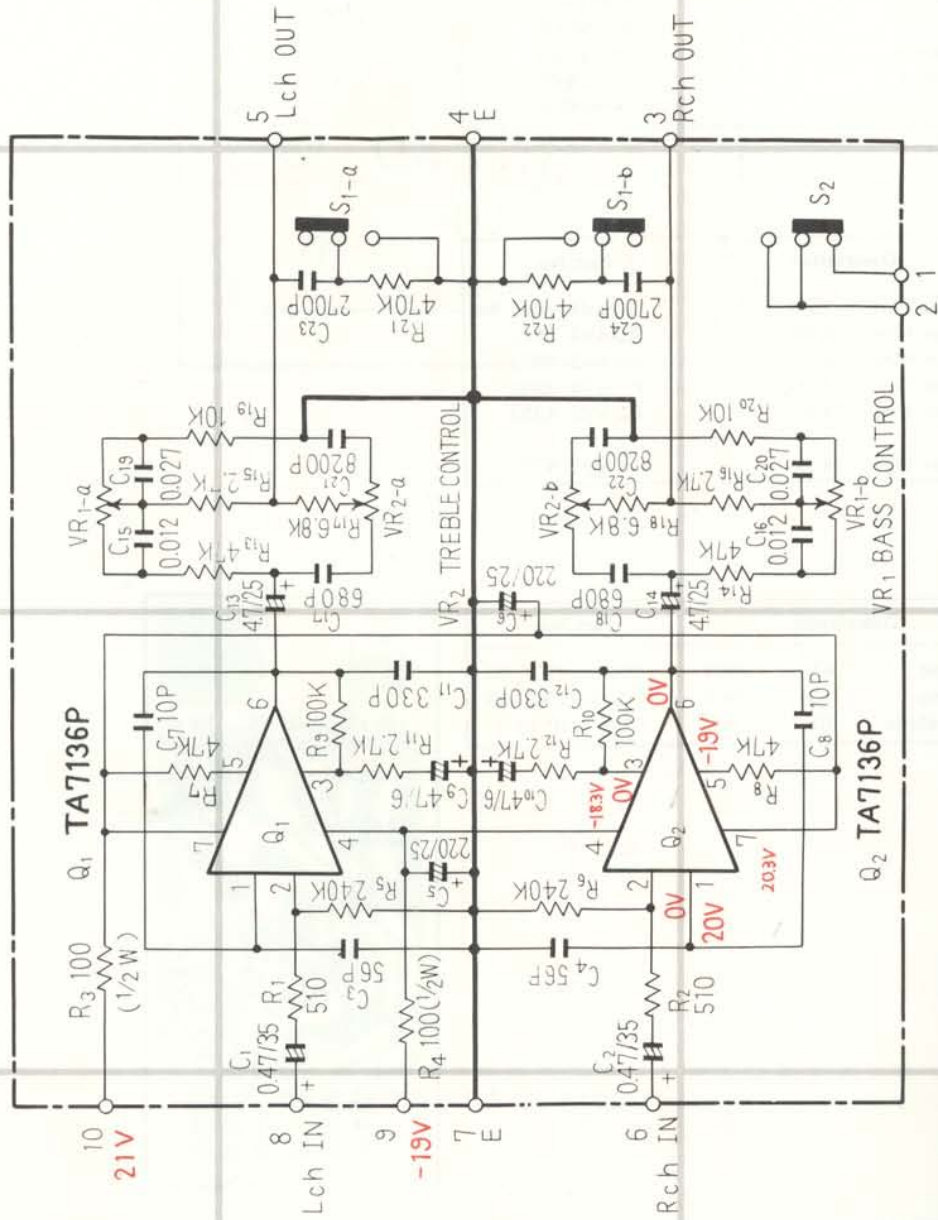 Q1 TA7136P
R3 100
(1/2W)
10
21V
8
Lch IN
C1
0.47/35
+
R1
510
C3
56P
R5 240K
1
2
7
Q1
4
3
5
6
R7
47K
C7 10P
R9 100K
R11 2.7K
C9 47/6
+
C11
330P
C13
4.7/25
+
9
-19V
R4 100(1/2W)
C5
220/25
+
7
E
VR1-a
C15
0.012
C19
0.027
R13
47K
R15
2.7K
R19
10K
C17
680P
R17 6.8K
C21
8200P
VR2-a
VR2 TREBLE CONTROL
C23
2700P
R21
470K
S1-a
5
Lch OUT
4
E
S1-b
R22
470K
C24
2700P
3
Rch OUT
C6
220/25
+
VR2-b
C18
680P
R18 6.8K
C22
8200P
C14
4.7/25
+
R14
47K
R16 2.7K
R20 10K
C16
0.012
C20
0.027
VR1-b
VR1 BASS CONTROL
C12
330P
C10 47/6
+
R12 2.7K
R10
100K
-18.3V
0V
0V
4
3
6
Q2
2
1
5
7
0V
20V
-19V
20.3V
R6 240K
C4
56P
R2
510
C2
0.47/35
+
6
Rch IN
R8
47K
C8
10P
Q2 TA7136P
S2
2
1